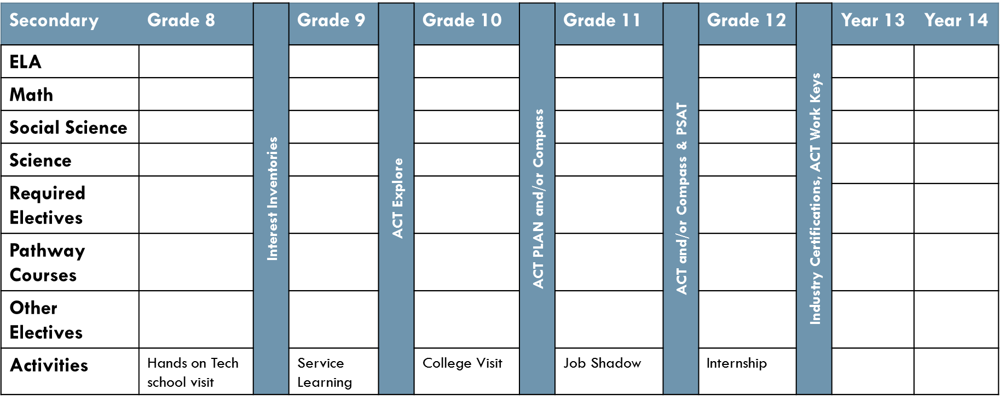 Secondary Grade 8 Grade 9 Grade 10 Grade 11 Grade 12 Year 13 Year 14
Interest Inventories
ACT Explore
ACT PLAN and/or Compass
ACT and/or Compass & PSAT
Industry Certifications, ACT Work Keys
ELA
Math
Social Science
Science
Required
Electives
Pathway
Courses
Other
Electives
Activities
Hands on Tech
school visit
Service
Learning
College Visit
Job Shadow
Internship